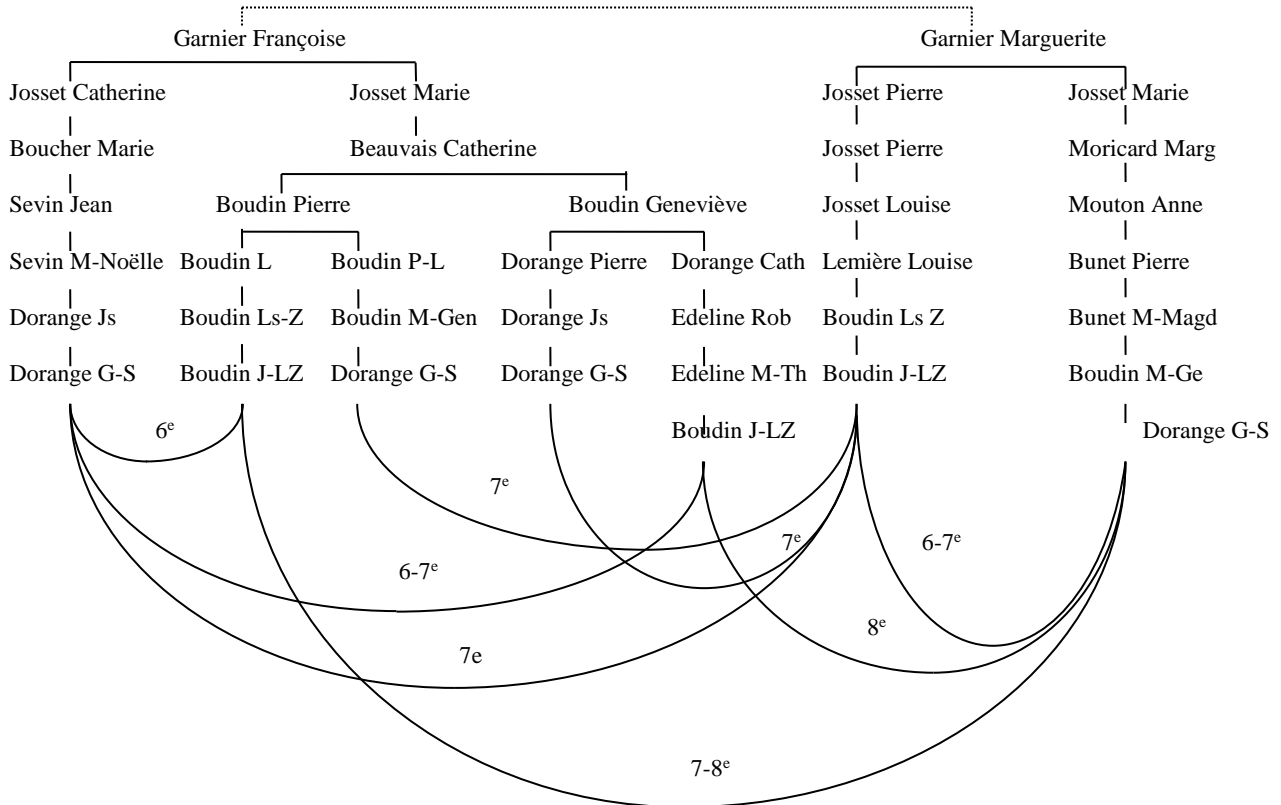 Garnier Françoise Garnier Marguerite
Josset Catherine Josset Marie Josset Pierre Josset Marie
Boucher Marie Beauvais Catherine Josset Pierre Moricard Marg
Sevin Jean Boudin Pierre Boudin Geneviève Josset Louise Mouton Anne
Sevin M-Noëlle Boudin L Boudin P-L Dorange Pierre Dorange Cath Lemière Louise Bunet Pierre
Dorange Js Boudin Ls-Z Boudin M-Gen Dorange Js Edeline Rob Boudin Ls Z Bunet M-Magd
Dorange G-S Boudin J-LZ Dorange G-S Dorange G-S Edeline M-Th Boudin J-LZ Boudin M-Ge
6e Boudin J-LZ Dorange G-S
7e
7e 6-7e
6-7e
8e
7e
7-8e